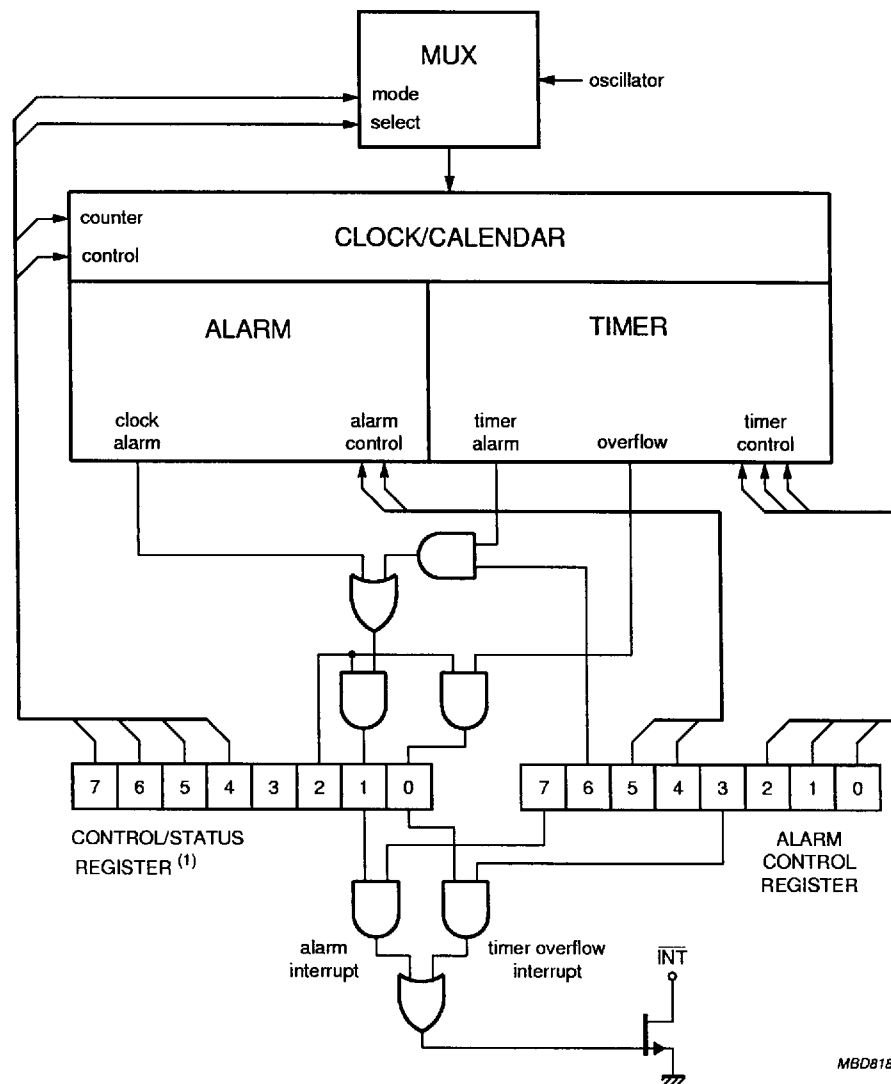 MUX
mode
select
oscillator
counter
control
CLOCK/CALENDAR
ALARM
TIMER
clock
alarm
alarm
control
timer
alarm
overflow
timer
control
7 6 5 4 3 2 1 0
7 6 5 4 3 2 1 0
CONTROL/STATUS
REGISTER (1)
ALARM
CONTROL
REGISTER
alarm
interrupt
timer overflow
interrupt
INT
MBD818